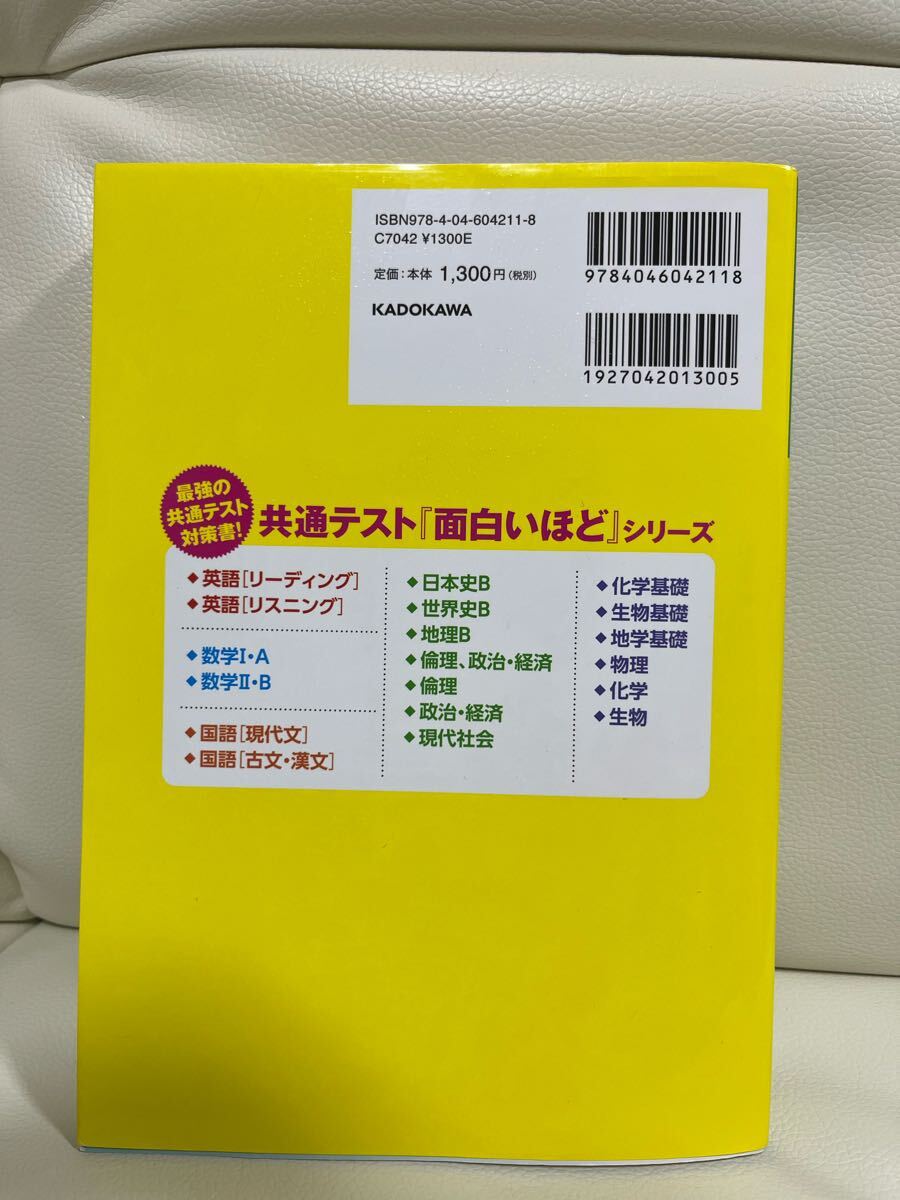 ISBN978-4-04-604211-8
C7042 ¥1300E
定価:本体 1,300円(税別)
KADOKAWA
9784046042118
1927042013005
最強の
共通テスト
対策書!
共通テスト『面白いほど』シリーズ
◆英語[リーディング]
◆英語[リスニング]
◆数学Ⅰ・A
◆数学Ⅱ・B
◆国語[現代文]
◆国語[古文・漢文]
◆日本史B
◆世界史B
◆地理B
◆倫理、政治・経済
◆倫理
◆政治・経済
◆現代社会
◆化学基礎
◆生物基礎
◆地学基礎
◆物理
◆化学
◆生物